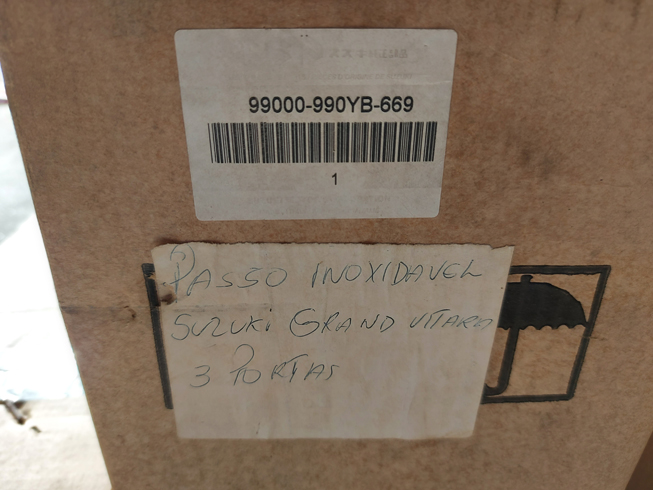 99000-990YB-669
1
PASSO INOXIDAVEL
SUZUKI GRAND VITARA
3 PORTAS